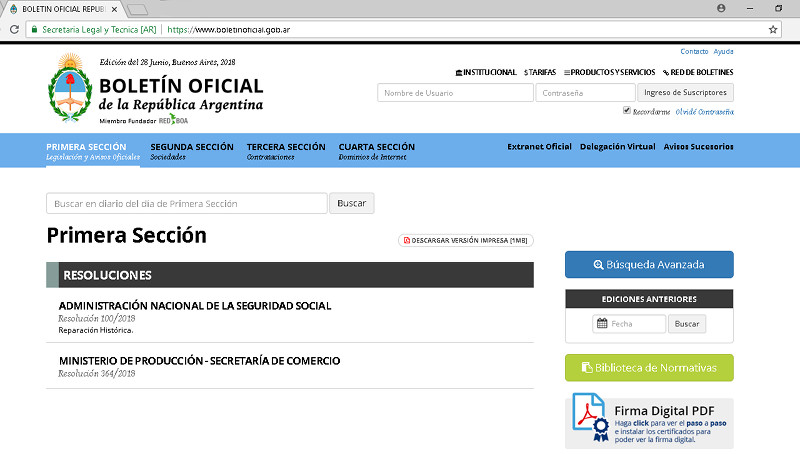 BOLETIN OFICIAL REPUBL
Secretaria Legal y Tecnica [AR] | https://www.boletinoficial.gob.ar
Contacto Ayuda
Edición del 28 Junio, Buenos Aires, 2018
BOLETÍN OFICIAL
de la República Argentina
Miembro Fundador RED BOA
INSTITUCIONAL $ TARIFAS PRODUCTOS Y SERVICIOS RED DE BOLETINES
Nombre de Usuario Contraseña Ingreso de Suscriptores
Recordarme Olvidé Contraseña
PRIMERA SECCIÓN SEGUNDA SECCIÓN TERCERA SECCIÓN CUARTA SECCIÓN Extranet Oficial Delegación Virtual Avisos Sucesorios
Legislación y Avisos Oficiales Sociedades Contrataciones Dominios de Internet
Buscar en diario del día de Primera Sección Buscar
Primera Sección
DESCARGAR VERSIÓN IMPRESA [1MB]
RESOLUCIONES
ADMINISTRACIÓN NACIONAL DE LA SEGURIDAD SOCIAL
Resolución 100/2018
Reparación Histórica.
MINISTERIO DE PRODUCCIÓN - SECRETARÍA DE COMERCIO
Resolución 364/2018
Búsqueda Avanzada
EDICIONES ANTERIORES
Fecha Buscar
Biblioteca de Normativas
Firma Digital PDF
Haga click para ver el paso a paso
e instalar los certificados para
poder ver la firma digital.